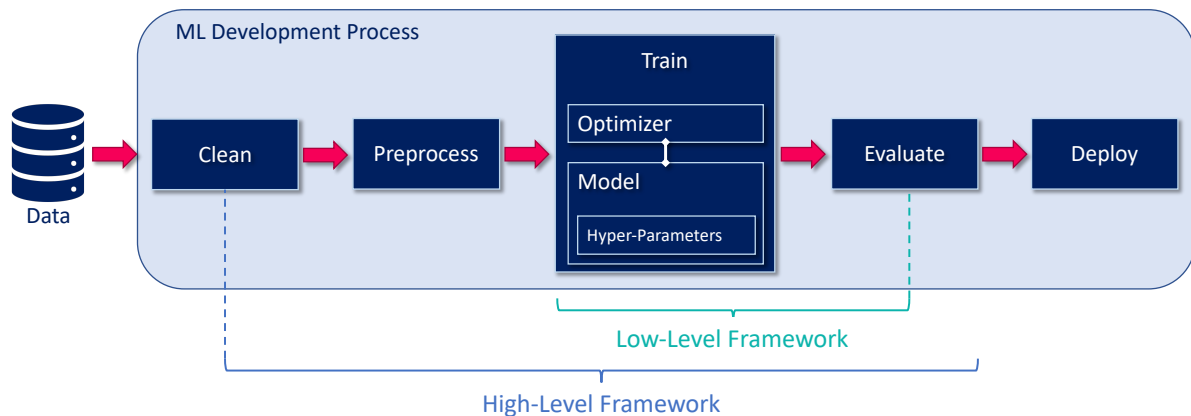 ML Development Process
Data
Clean
Preprocess
Train
Optimizer
Model
Hyper-Parameters
Evaluate
Deploy
Low-Level Framework
High-Level Framework